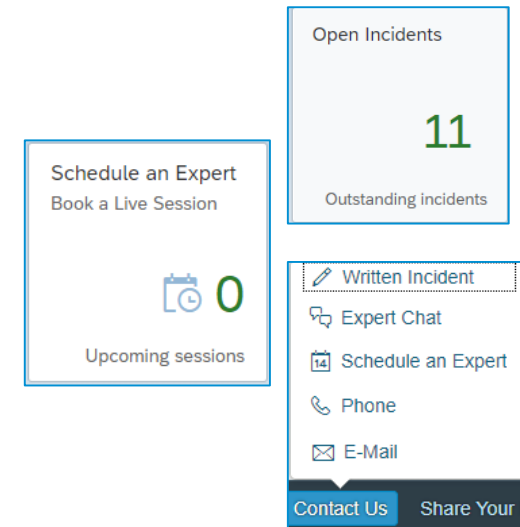 Open Incidents
11
Outstanding incidents
Schedule an Expert
Book a Live Session
0
Upcoming sessions
Written Incident
Expert Chat
14 Schedule an Expert
Phone
E-Mail
Contact Us Share Your